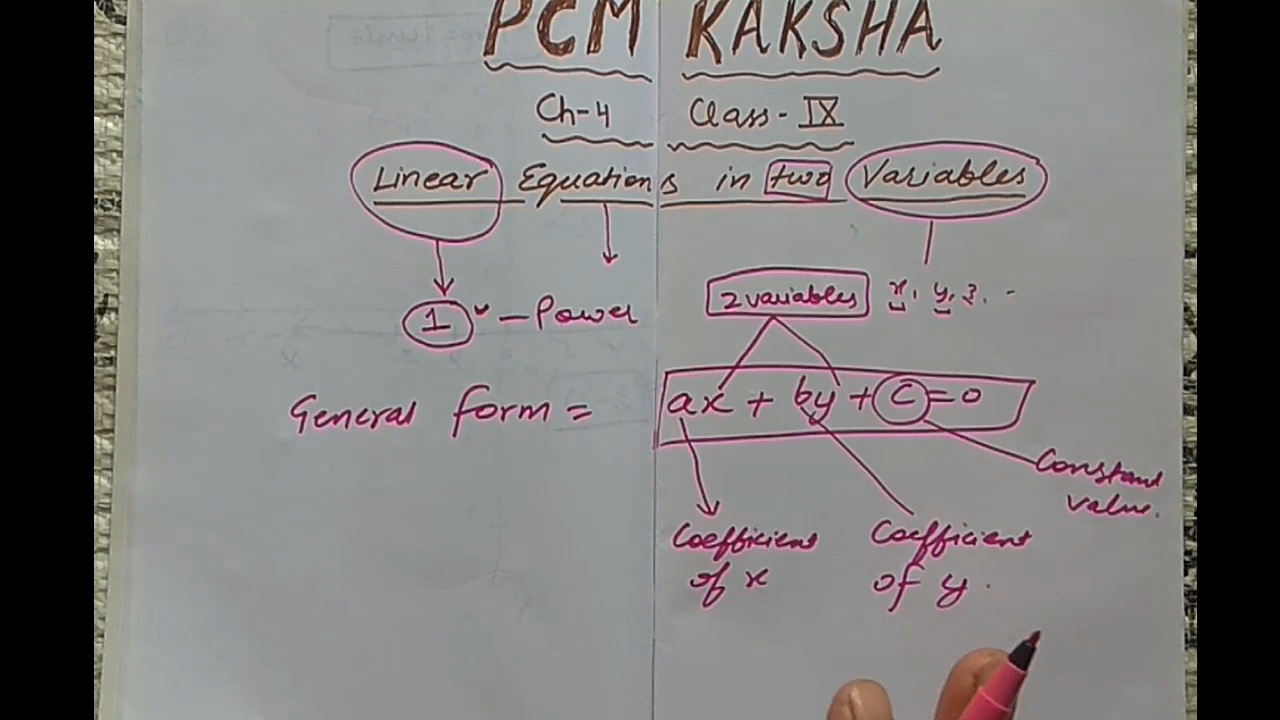 PCM KAKSHA
Ch-4 Class-IX
Linear Equations in two Variables
2 variables x, y, z, -
1 - Power
General form = ax + by + c = 0
Constant value.
Coefficient of x
Coefficient of y.